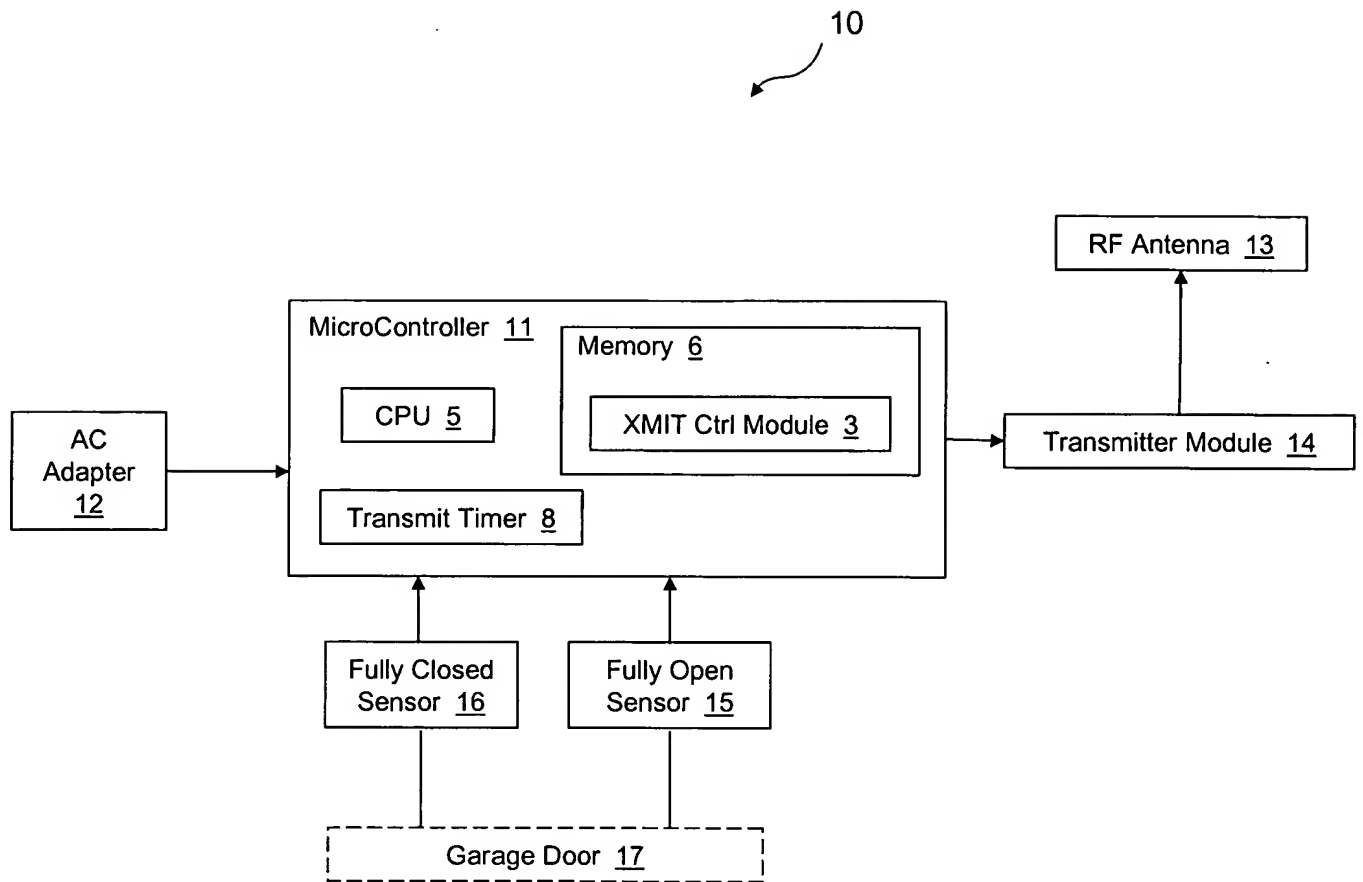 10
RF Antenna 13
MicroController 11
Memory 6
CPU 5
XMIT Ctrl Module 3
AC
Adapter
12
Transmitter Module 14
Transmit Timer 8
Fully Closed
Sensor 16
Fully Open
Sensor 15
Garage Door 17